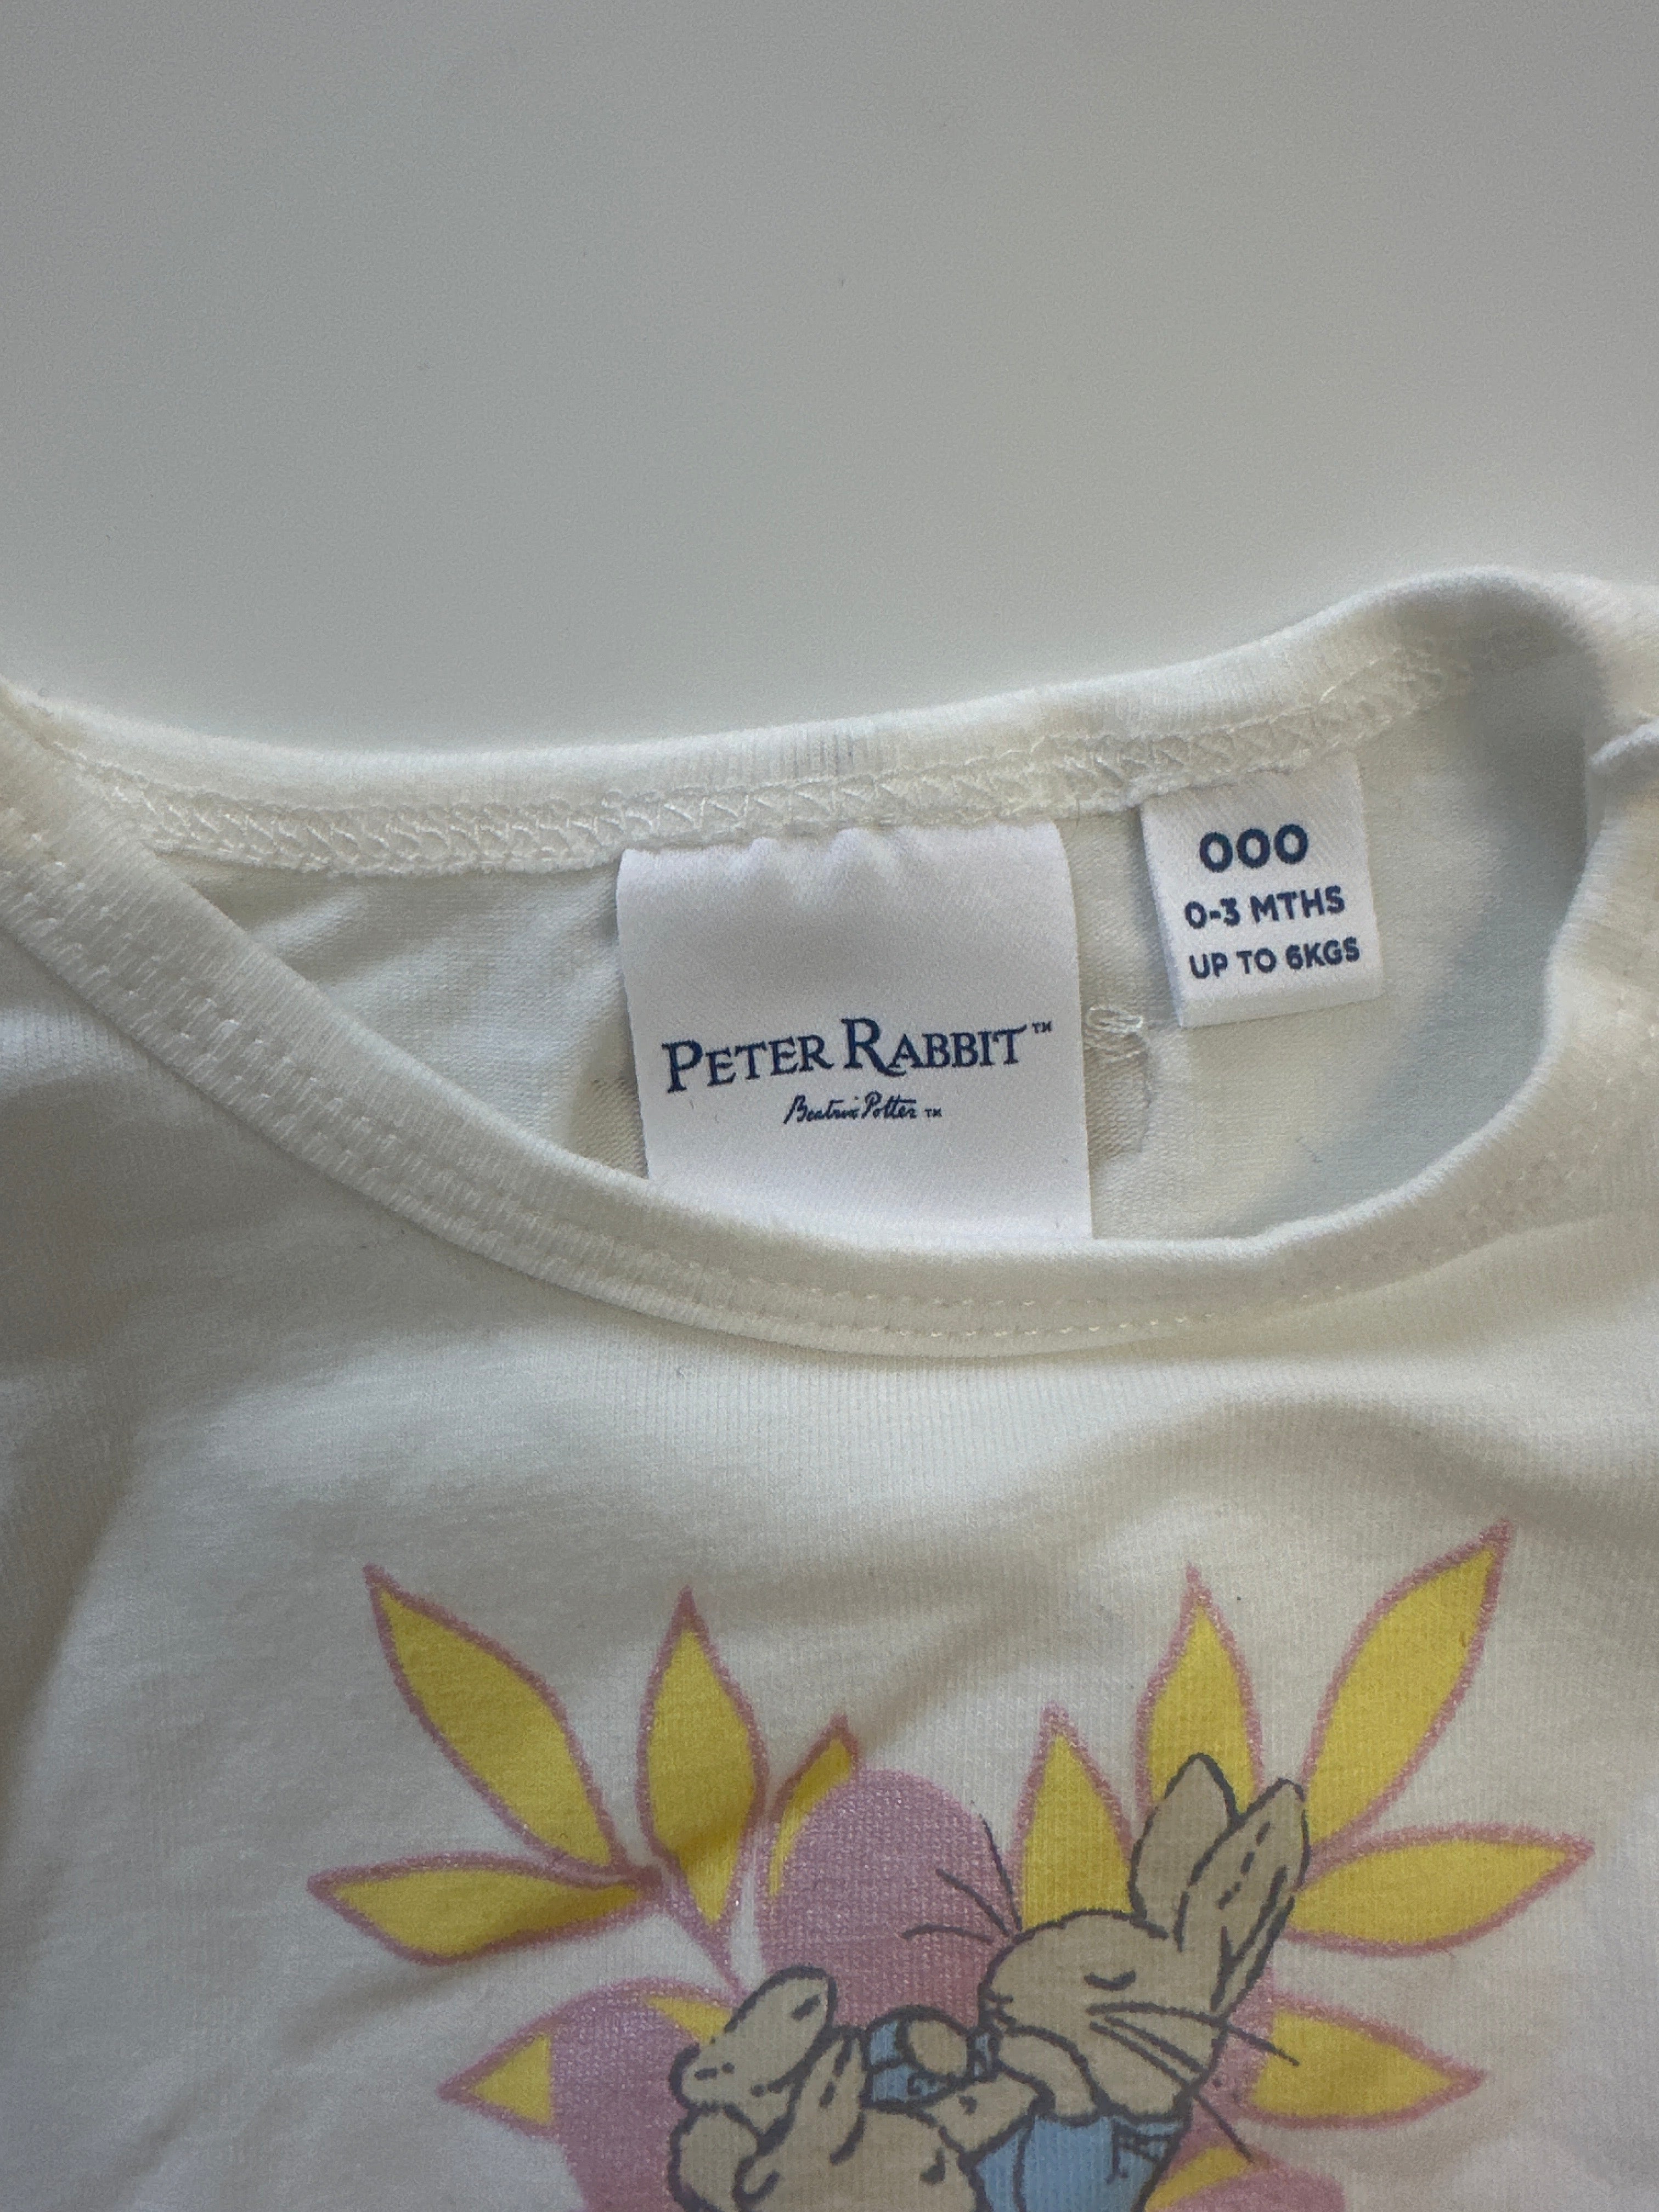 000
0-3 MTHS
UP TO 6KGS
PETER RABBIT™
Beatrix Potter™